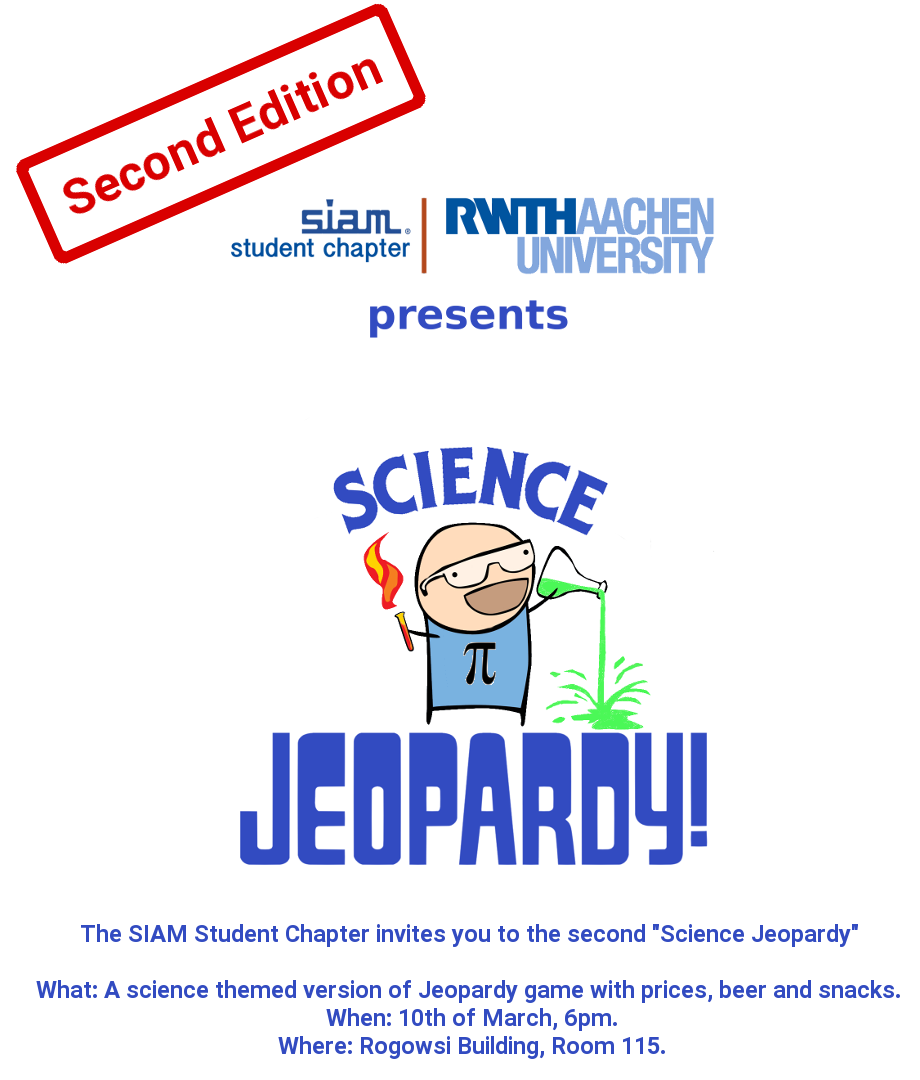 Second Edition
siam® RWTHAACHEN
student chapter UNIVERSITY
presents
SCIENCE
π
JEOPARDY!
The SIAM Student Chapter invites you to the second "Science Jeopardy"
What: A science themed version of Jeopardy game with prices, beer and snacks.
When: 10th of March, 6pm.
Where: Rogowsi Building, Room 115.